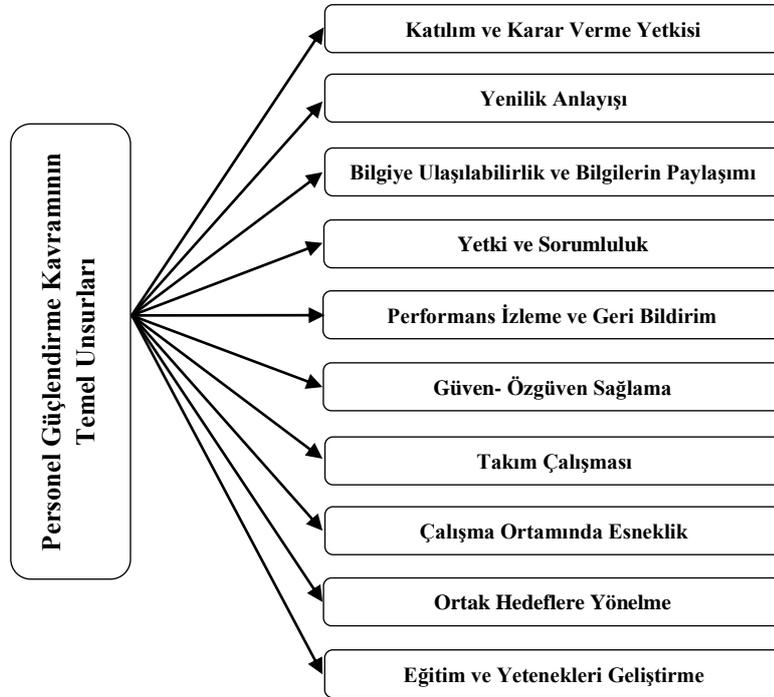 Personel Güçlendirme Kavramının
Temel Unsurları
Katılım ve Karar Verme Yetkisi
Yenilik Anlayışı
Bilgiye Ulaşılabilirlik ve Bilgilerin Paylaşımı
Yetki ve Sorumluluk
Performans İzleme ve Geri Bildirim
Güven- Özgüven Sağlama
Takım Çalışması
Çalışma Ortamında Esneklik
Ortak Hedeflere Yönelme
Eğitim ve Yetenekleri Geliştirme